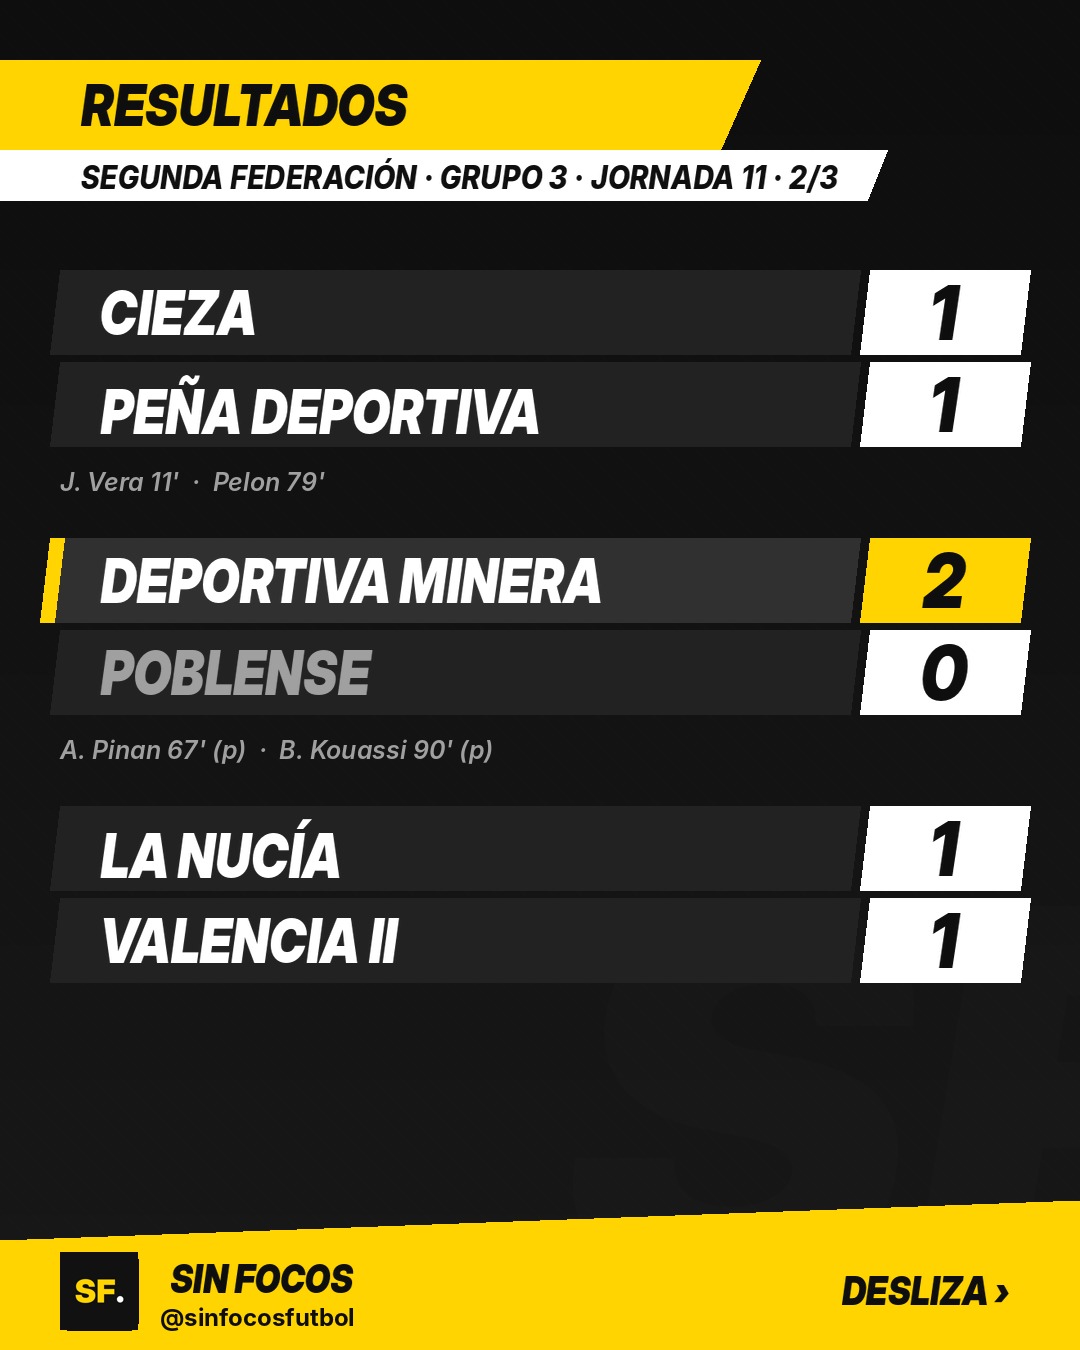 RESULTADOS
SEGUNDA FEDERACIÓN · GRUPO 3 · JORNADA 11 · 2/3
CIEZA 1
PEÑA DEPORTIVA 1
J. Vera 11' · Pelon 79'
DEPORTIVA MINERA 2
POBLENSE 0
A. Pinan 67' (p) · B. Kouassi 90' (p)
LA NUCÍA 1
VALENCIA II 1
SF
SF.
SIN FOCOS
@sinfocosfutbol
DESLIZA ›